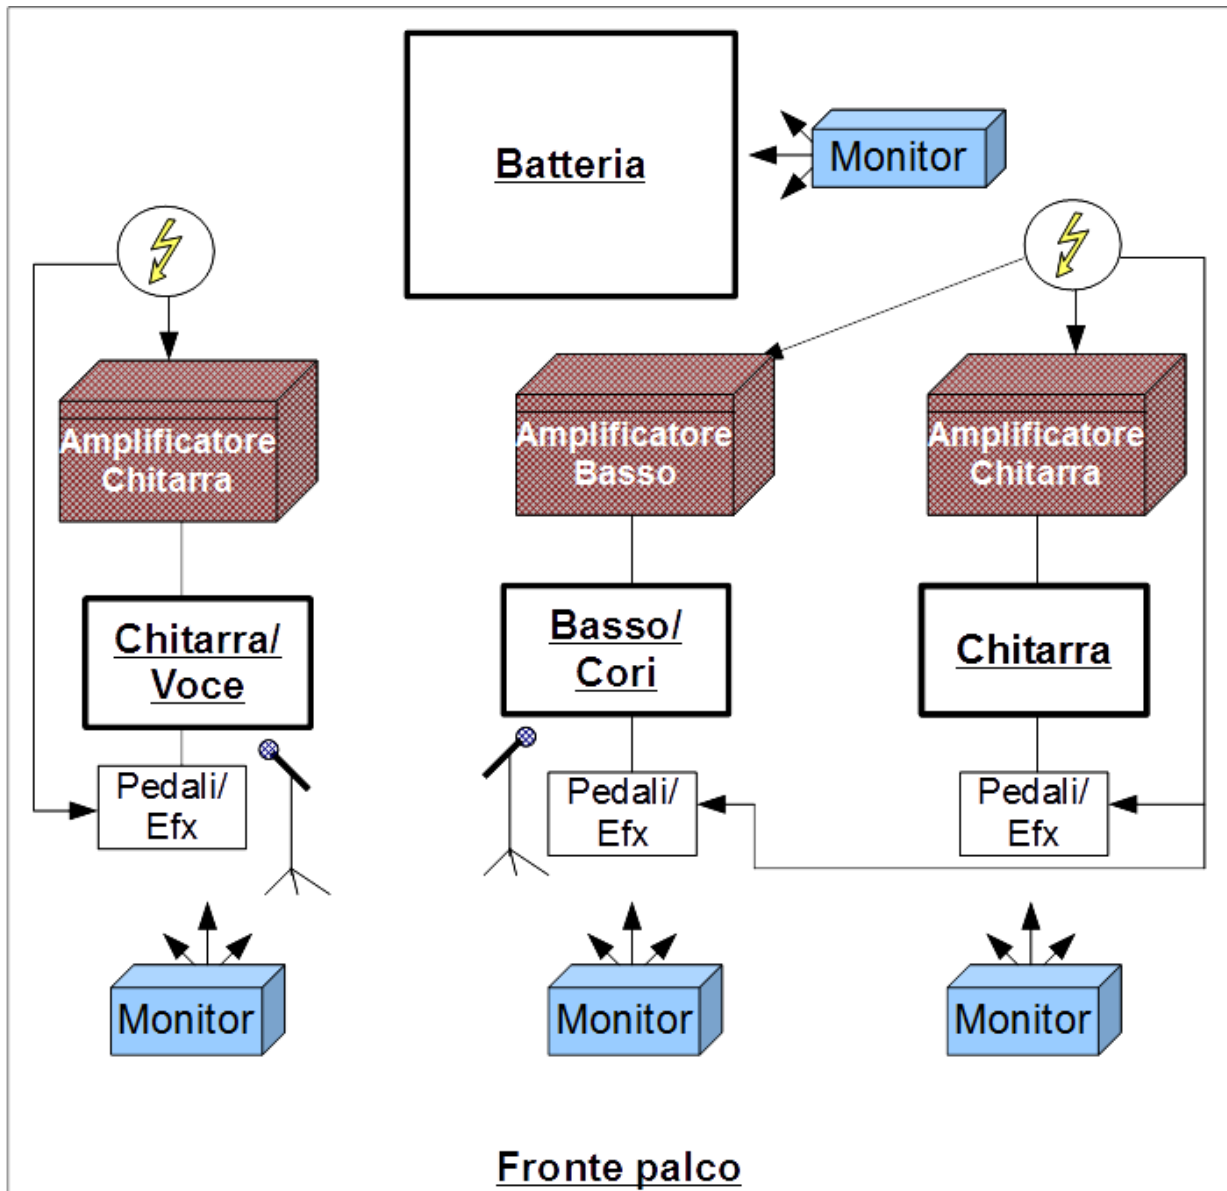 Batteria
Monitor
Amplificatore
Chitarra
Amplificatore
Basso
Amplificatore
Chitarra
Chitarra/
Voce
Basso/
Cori
Chitarra
Pedali/
Efx
Pedali/
Efx
Pedali/
Efx
Monitor
Monitor
Monitor
Fronte palco